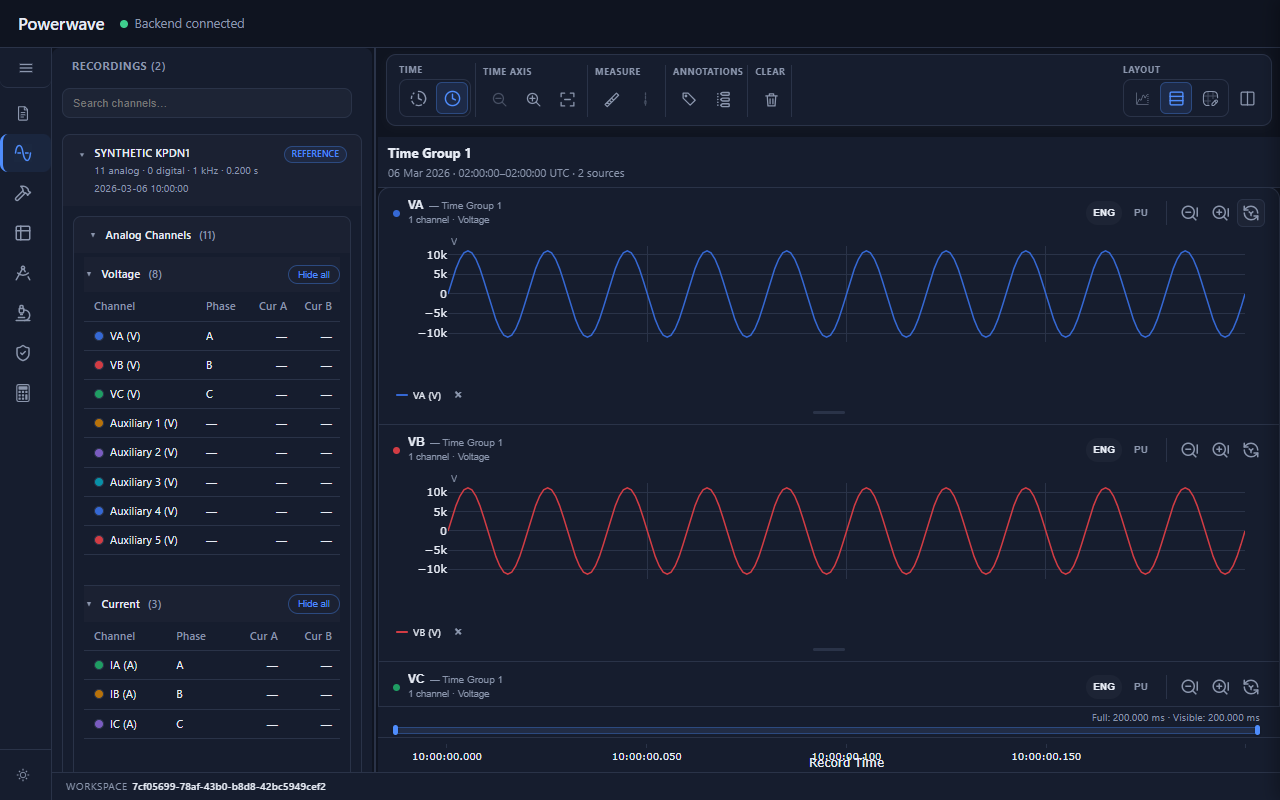 Powerwave
Backend connected
RECORDINGS (2)
Search channels...
SYNTHETIC KPDN1
REFERENCE
11 analog · 0 digital · 1 kHz · 0.200 s
2026-03-06 10:00:00
Analog Channels (11)
Voltage (8)
Hide all
Channel Phase Cur A Cur B
VA (V) A — —
VB (V) B — —
VC (V) C — —
Auxiliary 1 (V) — — —
Auxiliary 2 (V) — — —
Auxiliary 3 (V) — — —
Auxiliary 4 (V) — — —
Auxiliary 5 (V) — — —
Current (3)
Hide all
Channel Phase Cur A Cur B
IA (A) A — —
IB (A) B — —
IC (A) C — —
TIME
TIME AXIS
MEASURE
ANNOTATIONS
CLEAR
LAYOUT
Time Group 1
06 Mar 2026 · 02:00:00–02:00:00 UTC · 2 sources
VA — Time Group 1
1 channel · Voltage
ENG PU
V
10k
5k
0
−5k
−10k
VA (V) ×
VB — Time Group 1
1 channel · Voltage
ENG PU
V
10k
5k
0
−5k
−10k
VB (V) ×
VC — Time Group 1
1 channel · Voltage
ENG PU
Full: 200.000 ms · Visible: 200.000 ms
10:00:00.000 10:00:00.050 10:00:00.100 10:00:00.150
Record Time
WORKSPACE 7cf05699-78af-43b0-b8d8-42bc5949cef2